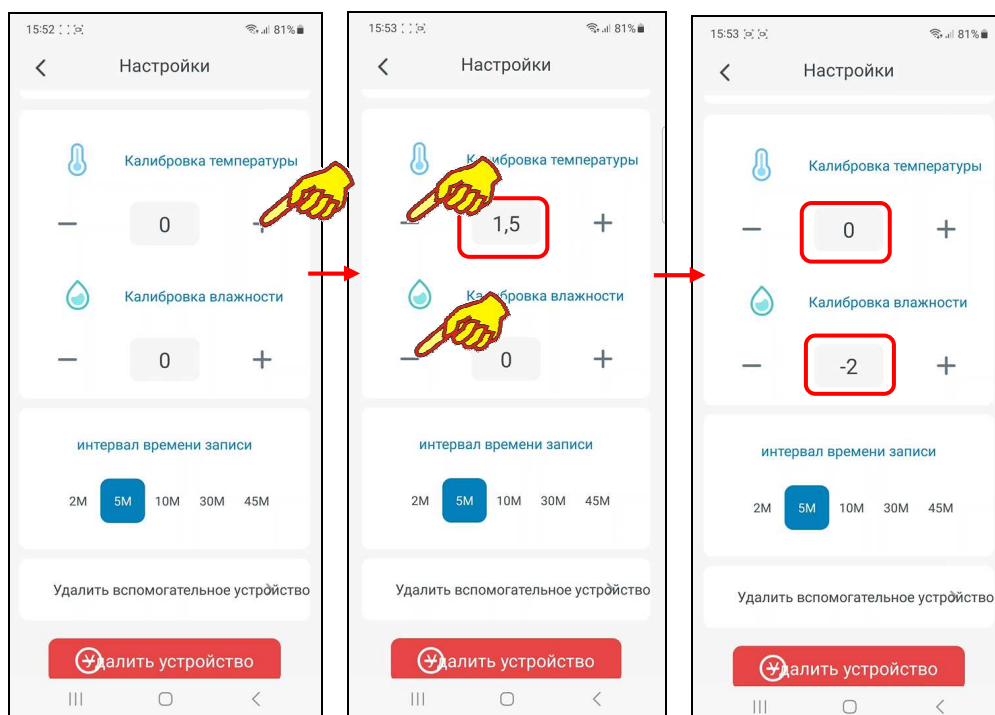 15:52 81%
Настройки
Калибровка температуры
0
Калибровка влажности
0
интервал времени записи
2M 5M 10M 30M 45M
Удалить вспомогательное устройство
Удалить устройство
15:53 81%
Настройки
Калибровка температуры
1,5
Калибровка влажности
0
интервал времени записи
2M 5M 10M 30M 45M
Удалить вспомогательное устройство
Удалить устройство
15:53 81%
Настройки
Калибровка температуры
0
Калибровка влажности
-2
интервал времени записи
2M 5M 10M 30M 45M
Удалить вспомогательное устройство
Удалить устройство